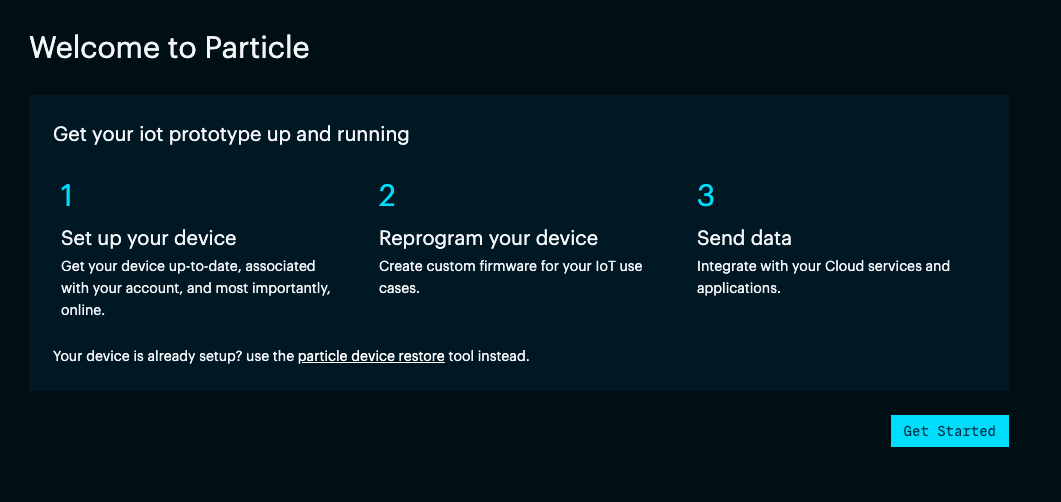 Welcome to Particle
Get your iot prototype up and running
1
Set up your device
Get your device up-to-date, associated
with your account, and most importantly,
online.
2
Reprogram your device
Create custom firmware for your IoT use
cases.
3
Send data
Integrate with your Cloud services and
applications.
Your device is already setup? use the particle device restore tool instead.
Get Started